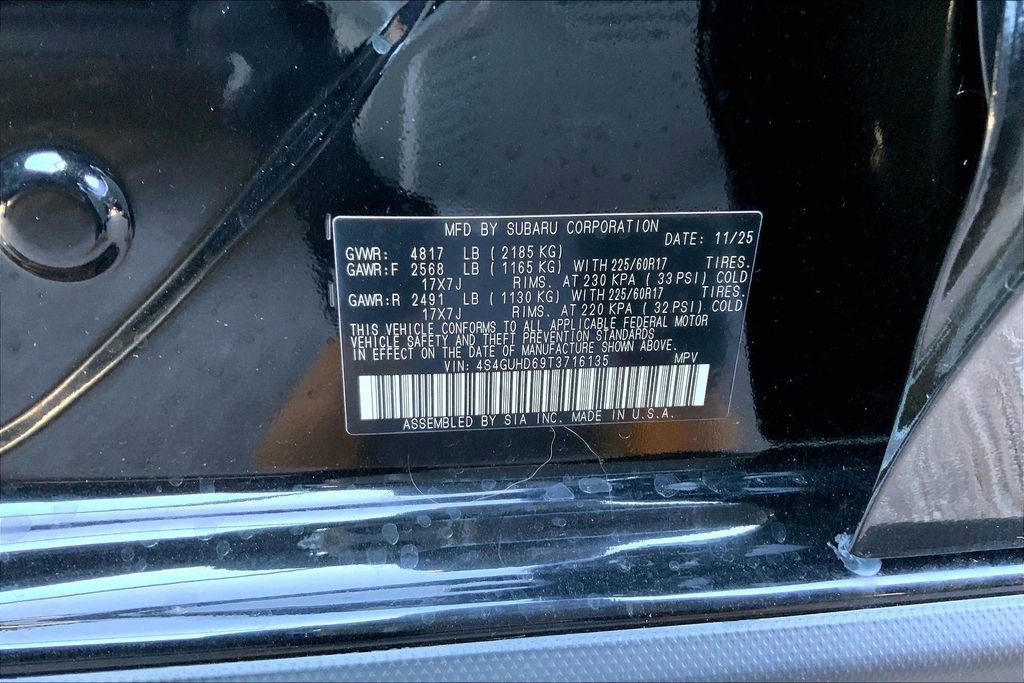 MFD BY SUBARU CORPORATION
DATE: 11/25
GVWR: 4817 LB ( 2185 KG)
GAWR:F 2568 LB ( 1165 KG) WITH 225/60R17 TIRES.
17X7J RIMS. AT 230 KPA ( 33 PSI) COLD
GAWR:R 2491 LB ( 1130 KG) WITH 225/60R17 TIRES.
17X7J RIMS. AT 220 KPA ( 32 PSI) COLD
THIS VEHICLE CONFORMS TO ALL APPLICABLE FEDERAL MOTOR
VEHICLE SAFETY AND THEFT PREVENTION STANDARDS
IN EFFECT ON THE DATE OF MANUFACTURE SHOWN ABOVE.
VIN: 4S4GUHD69T3716135 MPV
ASSEMBLED BY SIA INC. MADE IN U.S.A.